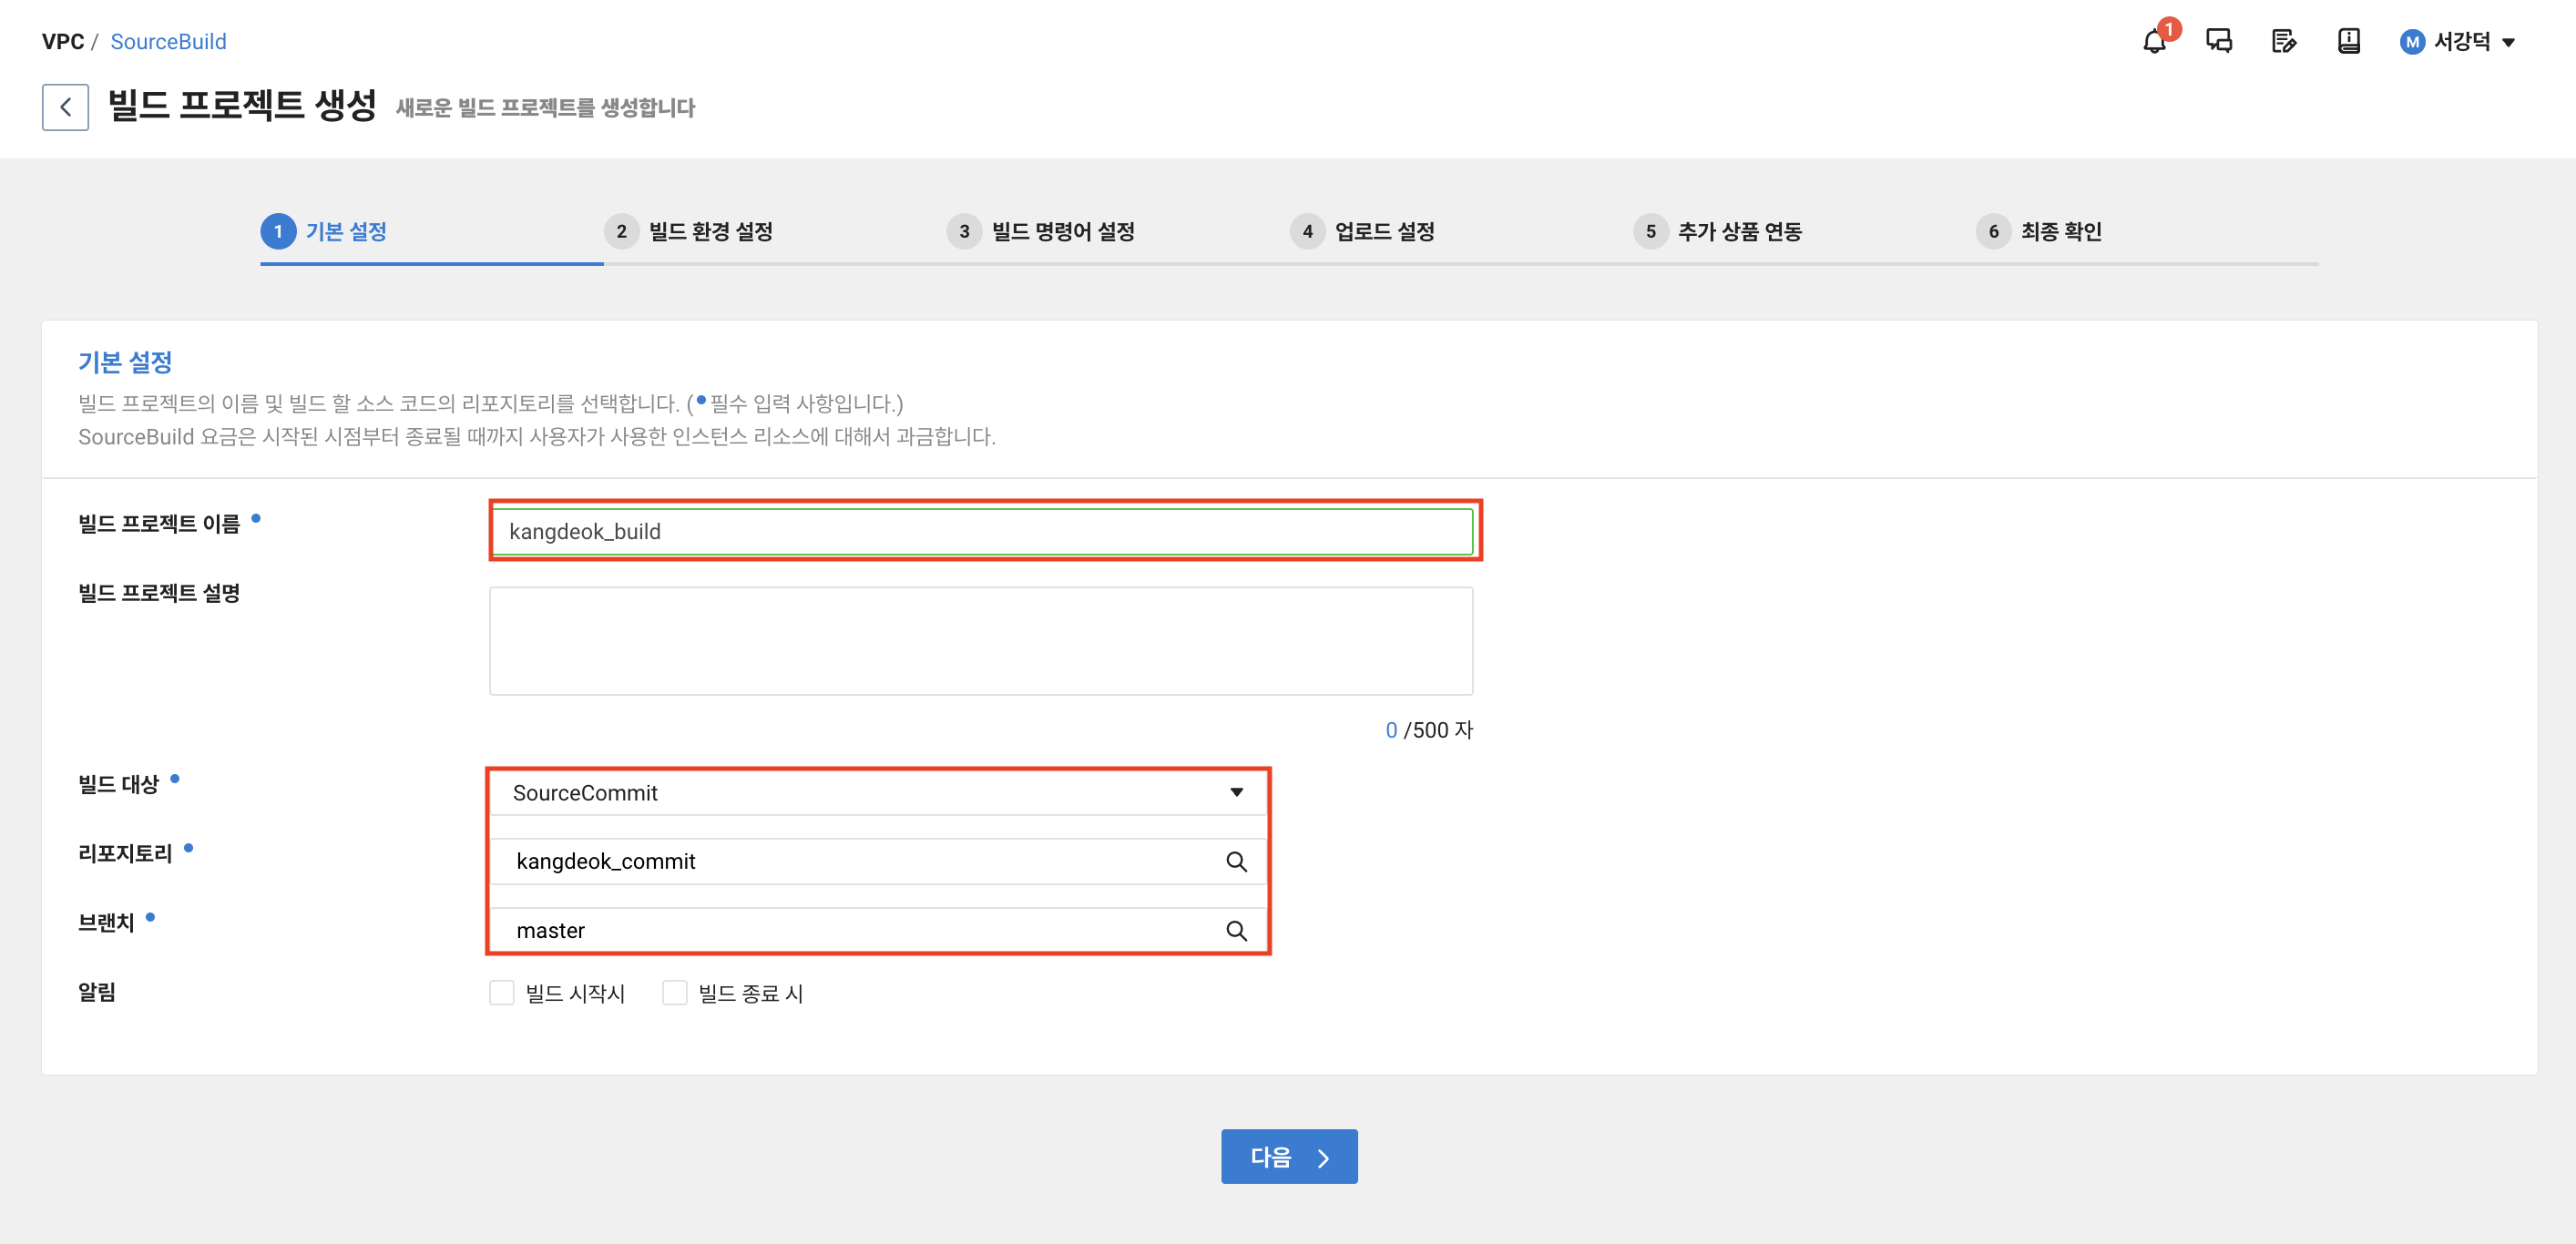 VPC / SourceBuild
1
M 서강덕
빌드 프로젝트 생성 새로운 빌드 프로젝트를 생성합니다
1 기본 설정
2 빌드 환경 설정
3 빌드 명령어 설정
4 업로드 설정
5 추가 상품 연동
6 최종 확인
기본 설정
빌드 프로젝트의 이름 및 빌드 할 소스 코드의 리포지토리를 선택합니다. (● 필수 입력 사항입니다.)
SourceBuild 요금은 시작된 시점부터 종료될 때까지 사용자가 사용한 인스턴스 리소스에 대해서 과금합니다.
빌드 프로젝트 이름 ●
kangdeok_build
빌드 프로젝트 설명
0 /500 자
빌드 대상 ●
SourceCommit
리포지토리 ●
kangdeok_commit
브랜치 ●
master
알림
빌드 시작시 빌드 종료 시
다음 >